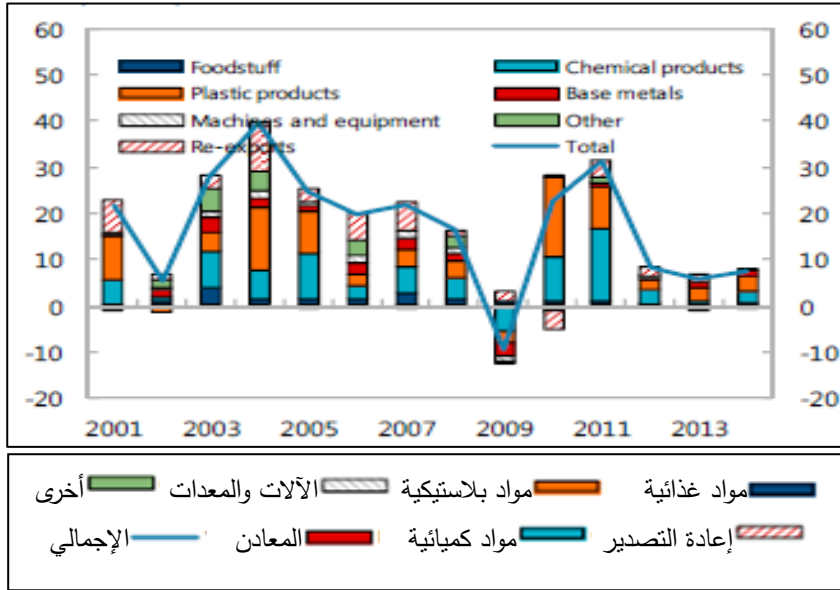 60 60
Foodstuff Chemical products
50 50
Plastic products Base metals
40 Machines and equipment Other 40
Re-exports Total
30 30
20 20
10 10
0 0
-10 -10
-20 -20
2001 2003 2005 2007 2009 2011 2013
مواد غذائية مواد بلاستيكية الآلات والمعدات أخرى
إعادة التصدير مواد كميائية المعادن الإجمالي